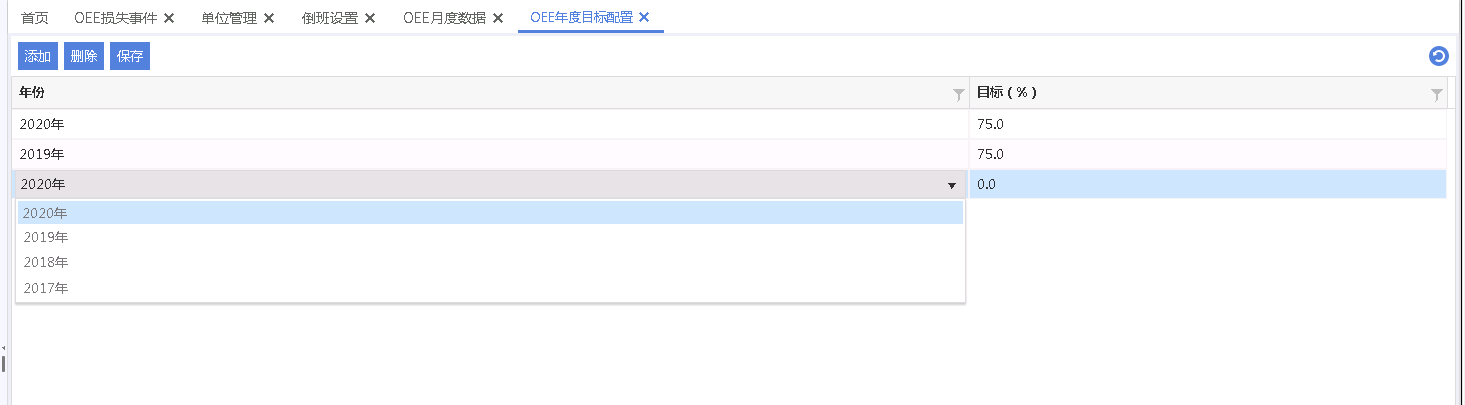 首页 OEE损失事件 单位管理 倒班设置 OEE月度数据 OEE年度目标配置
添加 删除 保存
年份 目标（%）
2020年 75.0
2019年 75.0
2020年 0.0
2020年
2019年
2018年
2017年